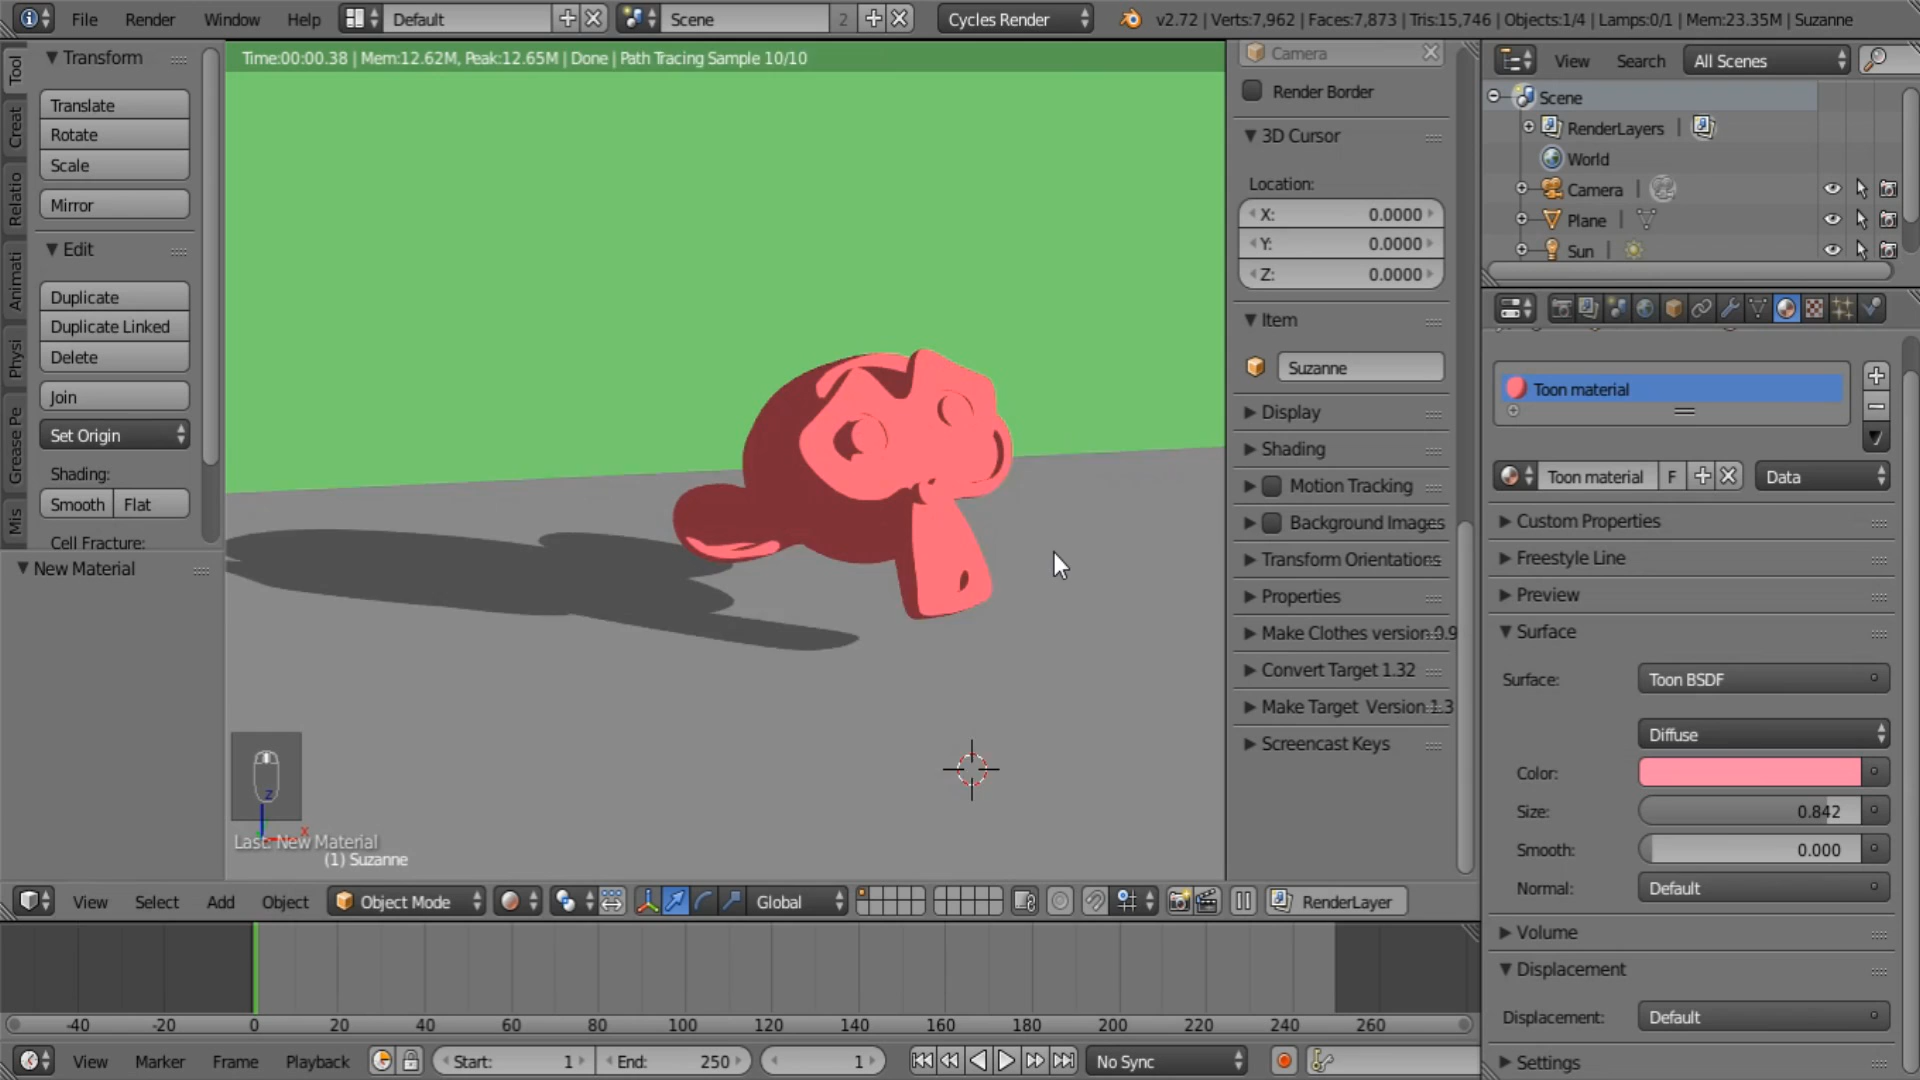 File Render Window Help Default Scene 2 Cycles Render v2.72 | Verts:7,962 | Faces:7,873 | Tris:15,746 | Objects:1/4 | Lamps:0/1 | Mem:23.35M | Suzanne
Tool
Creat
Relatio
Animati
Physi
Grease Pe
Mis
Transform
Translate
Rotate
Scale
Mirror
Edit
Duplicate
Duplicate Linked
Delete
Join
Set Origin
Shading:
Smooth Flat
Cell Fracture:
New Material
Time:00:00.38 | Mem:12.62M, Peak:12.65M | Done | Path Tracing Sample 10/10
z
x
Last: New Material
(1) Suzanne
Camera
Render Border
3D Cursor
Location:
X: 0.0000
Y: 0.0000
Z: 0.0000
Item
Suzanne
Display
Shading
Motion Tracking
Background Images
Transform Orientations
Properties
Make Clothes version 0.9
Convert Target 1.32
Make Target Version 1.3
Screencast Keys
View Search All Scenes
Scene
RenderLayers |
World
Camera |
Plane |
Sun |
Toon material
Toon material F Data
Custom Properties
Freestyle Line
Preview
Surface
Surface: Toon BSDF
Diffuse
Color:
Size: 0.842
Smooth: 0.000
Normal: Default
Volume
Displacement
Displacement: Default
Settings
View Select Add Object Object Mode Global RenderLayer
-40 -20 0 20 40 60 80 100 120 140 160 180 200 220 240 260
View Marker Frame Playback Start: 1 End: 250 1 No Sync